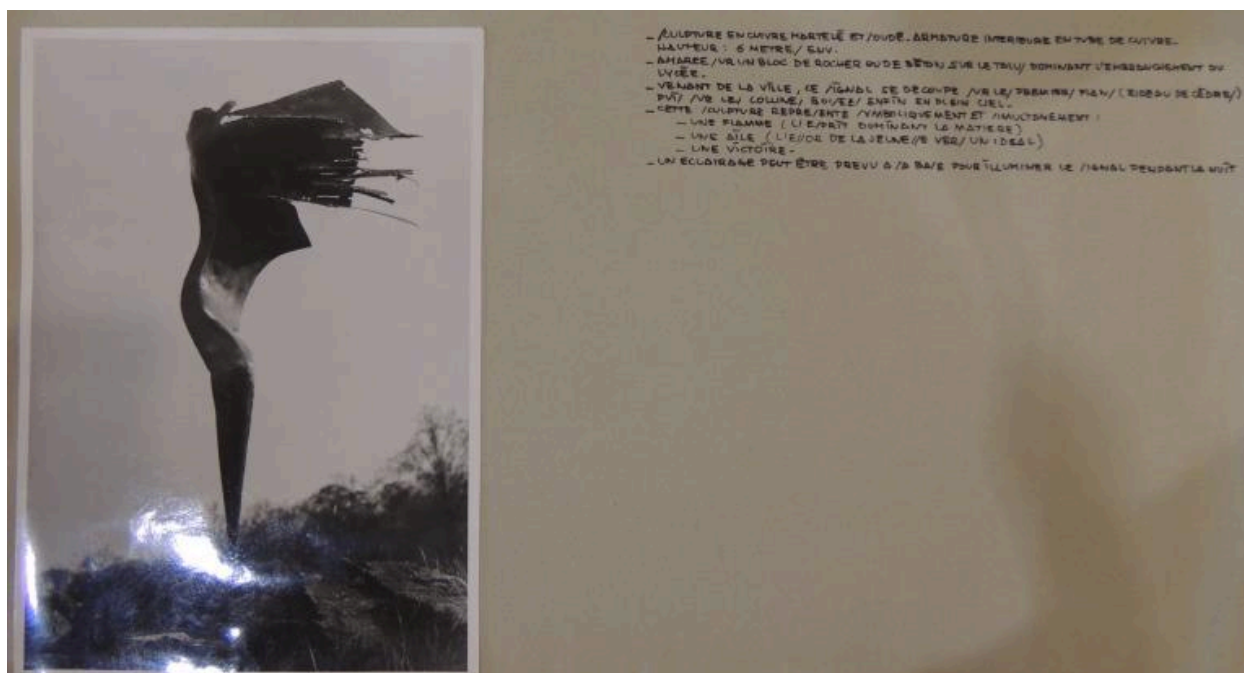 - SCULPTURE EN CUIVRE MARTELÉ ET SOUDÉ. ARMATURE INTERIEURE EN TUBE DE CUIVRE.
HAUTEUR : 6 METRES ENV.
- AMAREE SUR UN BLOC DE ROCHER OU DE BÉTON SUR LE TALUS DOMINANT L'EMBRANCHEMENT DU
LYCÉE.
- VENANT DE LA VILLE, CE SIGNAL SE DECOUPE SUR LES PREMIERS PLANS (RIDEAU DE CÈDRES)
PUIS SUR LES COLLINES BOISEES ENFIN EN PLEIN CIEL.
- CETTE SCULPTURE REPRESENTE SYMBOLIQUEMENT ET SIMULTANÉMENT :
- UNE FLAMME (L'ESPRIT DOMINANT LA MATIERE)
- UNE AILE (L'ESSOR DE LA JEUNESSE VERS UN IDEAL)
- UNE VICTOIRE.
- UN ECLAIRAGE PEUT ÊTRE PREVU A SA BASE POUR ILLUMINER LE SIGNAL PENDANT LA NUIT